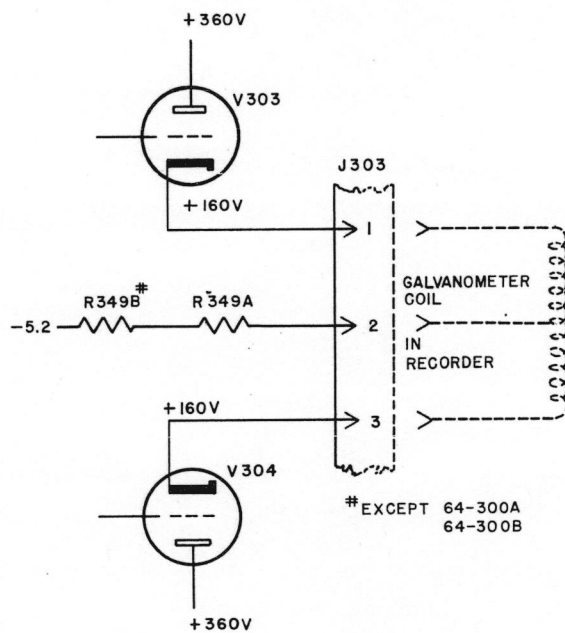 +360V
V303
J303
+160V
1
R349B #
R349A
GALVANOMETER
COIL
-5.2
2
IN
RECORDER
+160V
3
V304
# EXCEPT 64-300A
64-300B
+360V